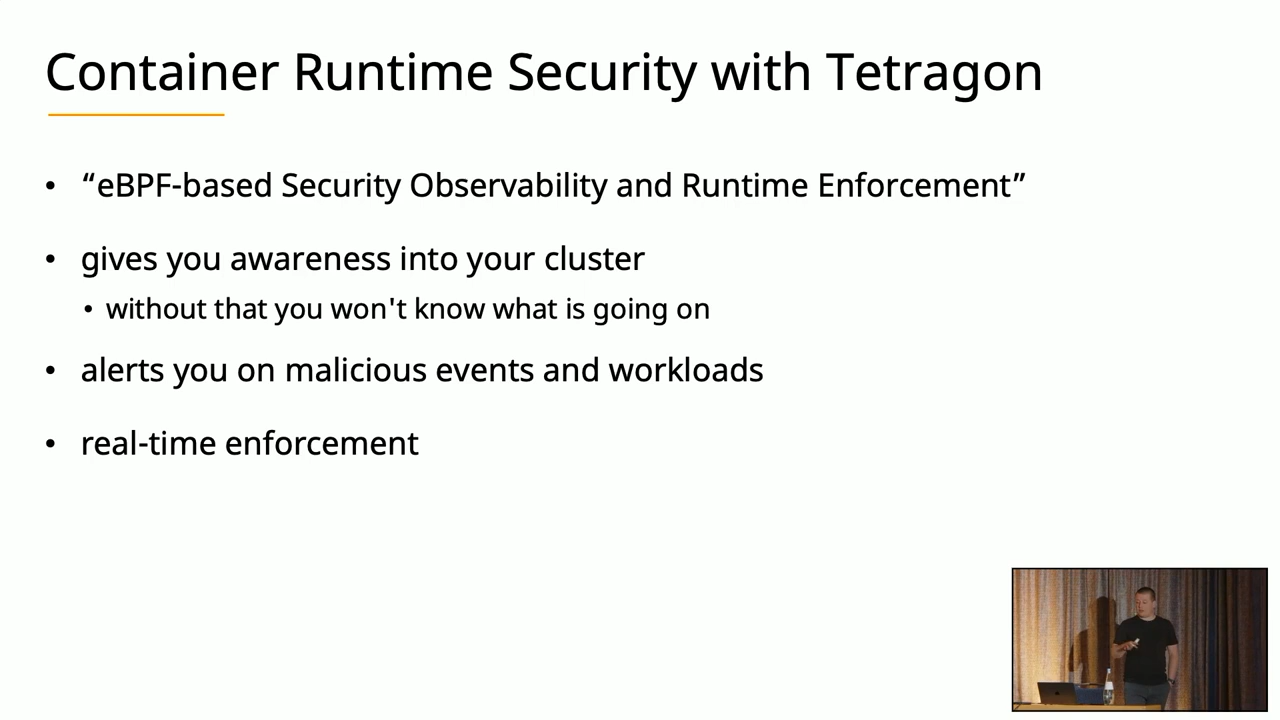 Container Runtime Security with Tetragon
• “eBPF-based Security Observability and Runtime Enforcement”
• gives you awareness into your cluster
• without that you won't know what is going on
• alerts you on malicious events and workloads
• real-time enforcement